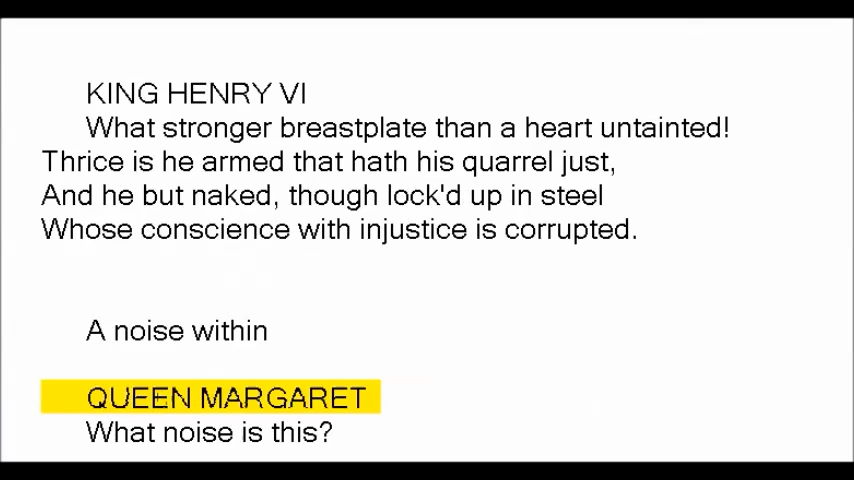 KING HENRY VI
What stronger breastplate than a heart untainted!
Thrice is he armed that hath his quarrel just,
And he but naked, though lock'd up in steel
Whose conscience with injustice is corrupted.
A noise within
QUEEN MARGARET
What noise is this?